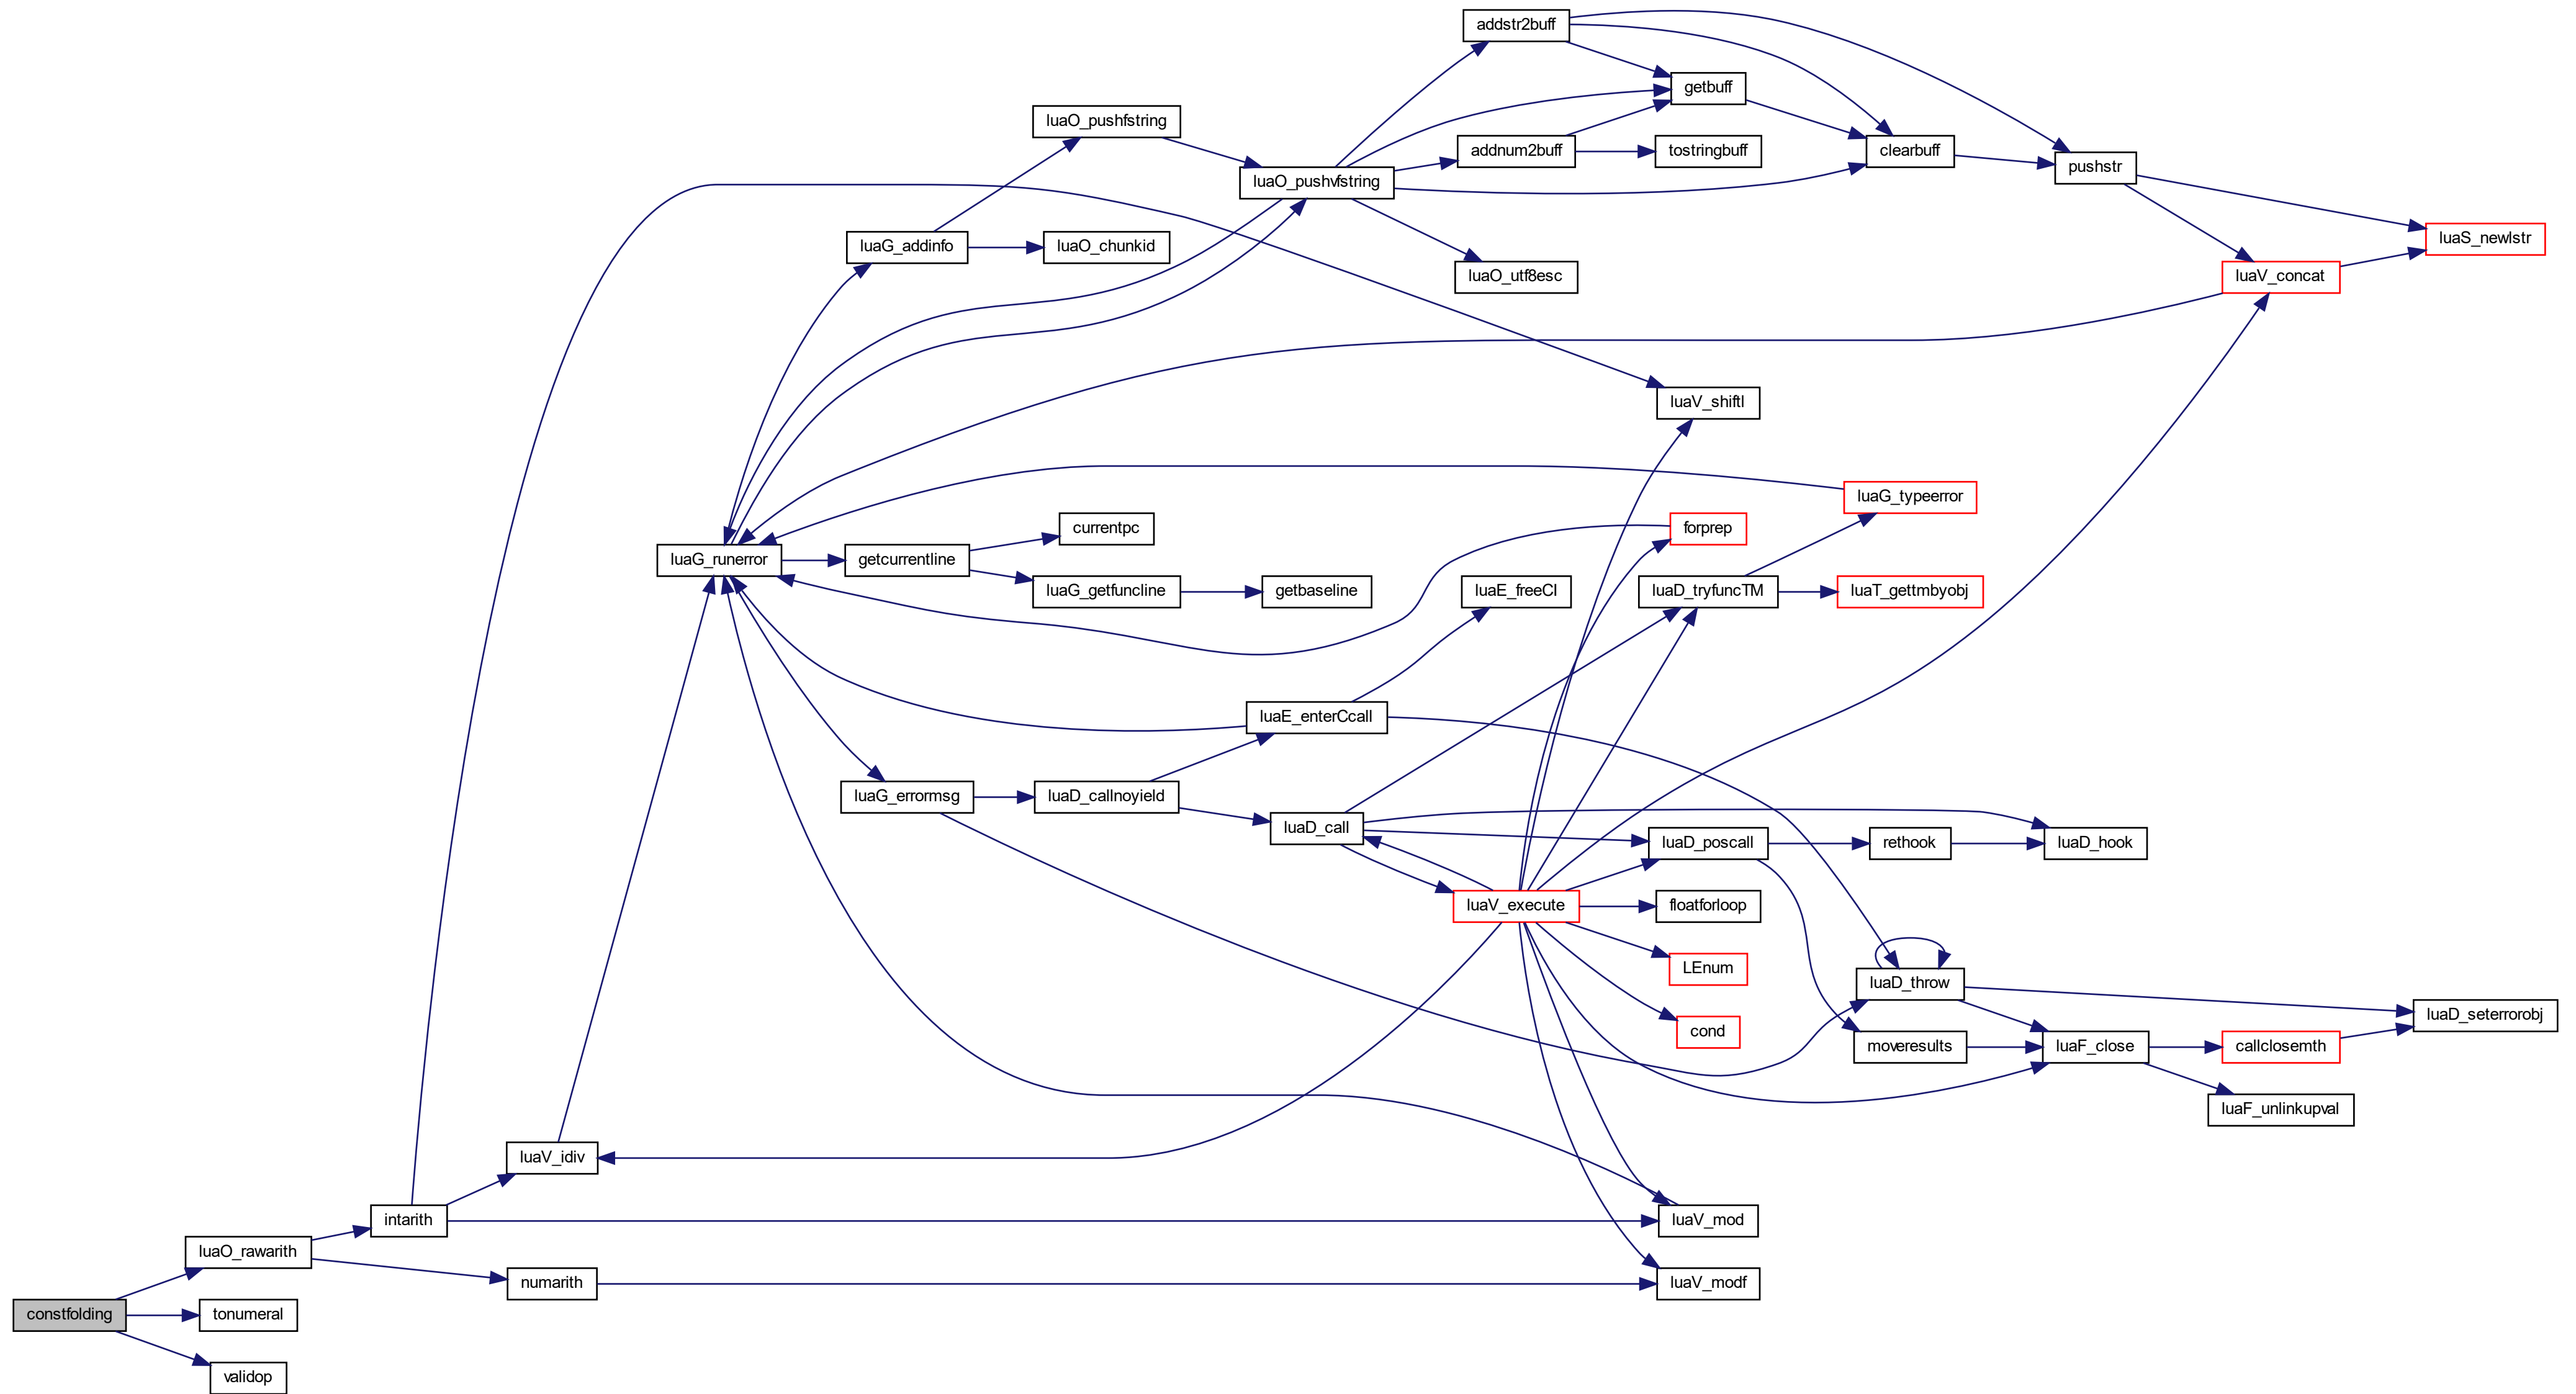 addstr2buff
getbuff
luaO_pushfstring
addnum2buff
tostringbuff
clearbuff
pushstr
luaO_pushvfstring
luaG_addinfo
luaO_chunkid
luaS_newlstr
luaO_utf8esc
luaV_concat
luaV_shiftl
luaG_typeerror
currentpc
forprep
luaG_runerror
getcurrentline
luaG_getfuncline
getbaseline
luaE_freeCI
luaD_tryfuncTM
luaT_gettmbyobj
luaE_enterCcall
luaG_errormsg
luaD_callnoyield
luaD_call
luaD_poscall
rethook
luaD_hook
luaV_execute
floatforloop
LEnum
luaD_throw
luaD_seterrorobj
cond
moveresults
luaF_close
callclosemth
luaF_unlinkupval
luaV_idiv
intarith
luaV_mod
luaO_rawarith
numarith
luaV_modf
constfolding
tonumeral
validop